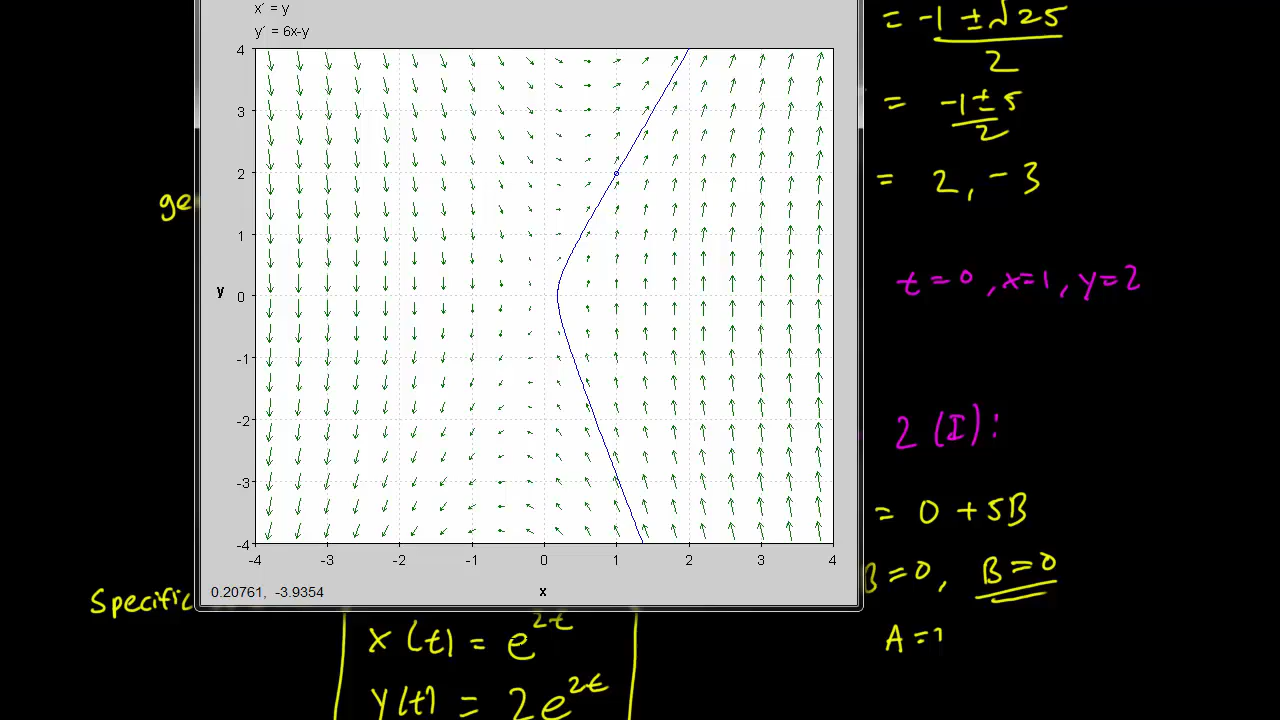 x´ = y
y´ = 6x-y
4
3
2
1
0
-1
-2
-3
-4
y
-4 -3 -2 -1 0 1 2 3 4
0.20761, -3.9354
x
= -1 ± √25
2
= -1 ± 5
2
= 2, -3
ge
t = 0, x=1, y=2
2 (I):
= 0 + 5B
B = 0, B = 0
A =
Specific
x(t) = e^2t
y(t) = 2e^2t